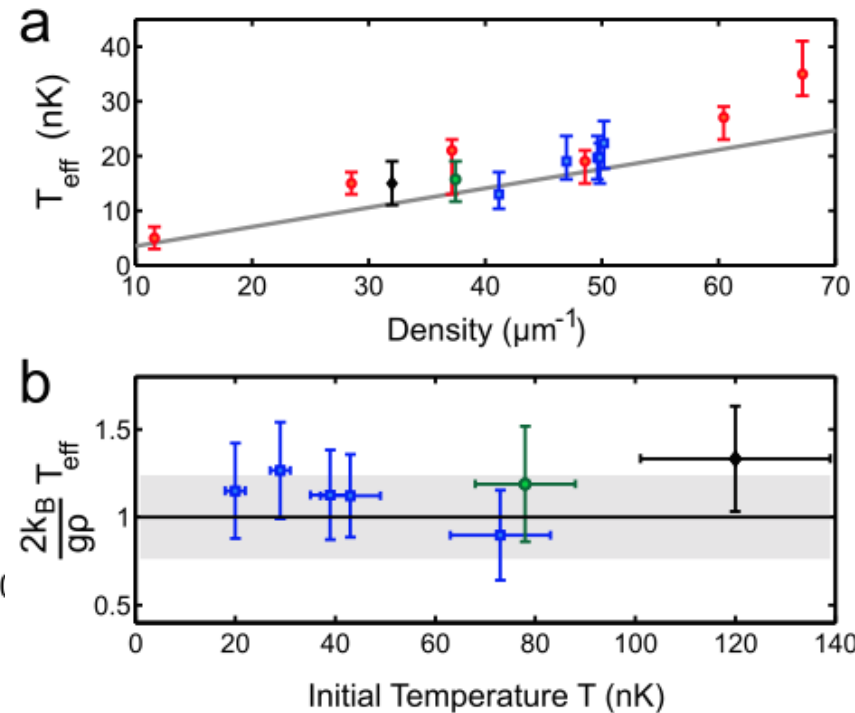 a
T_eff (nK)
40
30
20
10
0
10 20 30 40 50 60 70
Density (µm⁻¹)
b
2k_B T_eff
gρ
1.5
1
0.5
0 20 40 60 80 100 120 140
Initial Temperature T (nK)